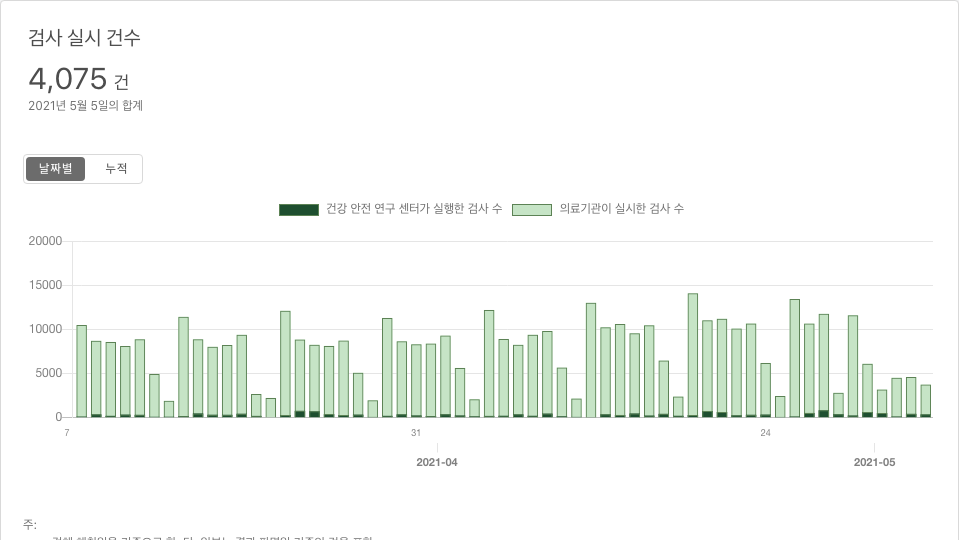 검사 실시 건수
4,075 건
2021년 5월 5일의 합계
날짜별 누적
건강 안전 연구 센터가 실행한 검사 수 의료기관이 실시한 검사 수
20000
15000
10000
5000
0
7 31 24
2021-04 2021-05
주: